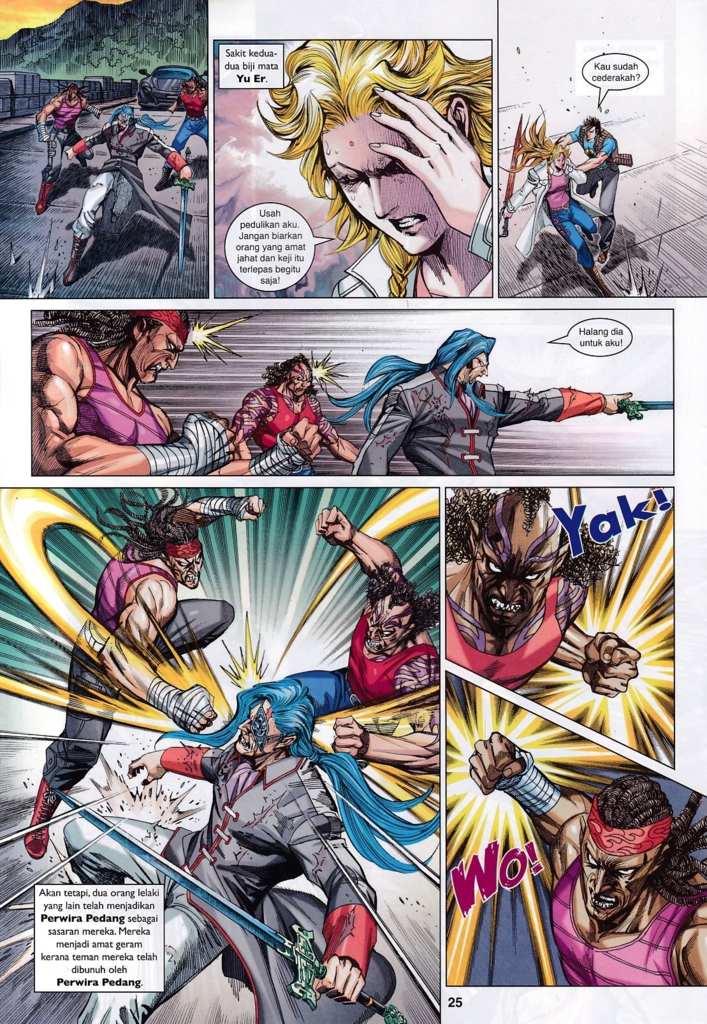 Sakit kedua-
dua biji mata
Yu Er.
Usah
pedulikan aku.
Jangan biarkan
orang yang amat
jahat dan keji itu
terlepas begitu
saja!
Kau sudah
cederakah?
Halang dia
untuk aku!
Akan tetapi, dua orang lelaki
yang lain telah menjadikan
Perwira Pedang sebagai
sasaran mereka. Mereka
menjadi amat geram
kerana teman mereka telah
dibunuh oleh
Perwira Pedang.
Yak!
Wo!
25